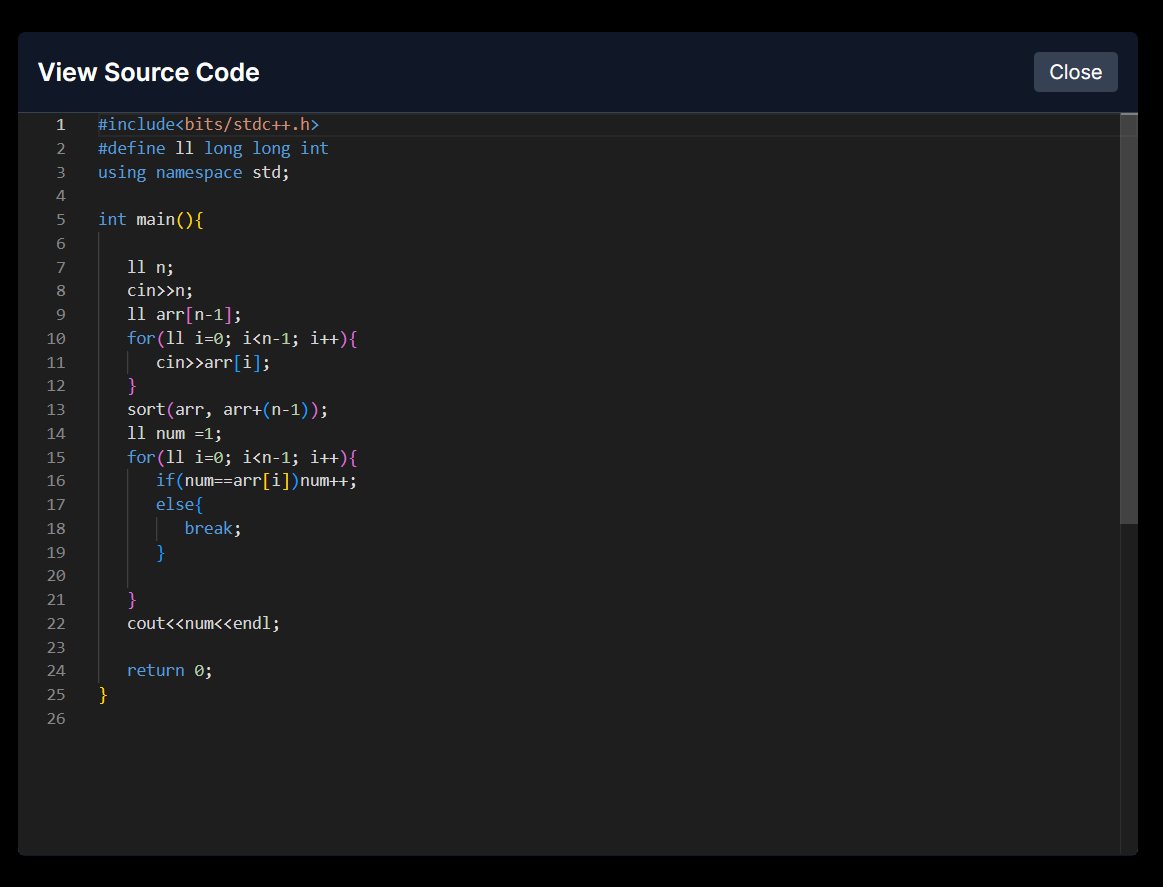 View Source Code
Close
1 #include<bits/stdc++.h>
2 #define ll long long int
3 using namespace std;
4
5 int main(){
6
7 ll n;
8 cin>>n;
9 ll arr[n-1];
10 for(ll i=0; i<n-1; i++){
11 cin>>arr[i];
12 }
13 sort(arr, arr+(n-1));
14 ll num =1;
15 for(ll i=0; i<n-1; i++){
16 if(num==arr[i])num++;
17 else{
18 break;
19 }
20
21 }
22 cout<<num<<endl;
23
24 return 0;
25 }
26